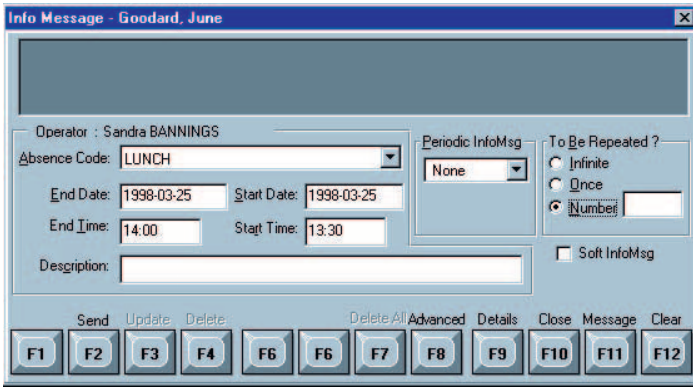 Info Message - Goodard, June
Operator : Sandra BANNINGS
Absence Code: LUNCH
End Date: 1998-03-25 Start Date: 1998-03-25
End Time: 14:00 Start Time: 13:30
Description:
Periodic InfoMsg
None
To Be Repeated ?
Infinite
Once
Number
Soft InfoMsg
Send Update Delete Delete All Advanced Details Close Message Clear
F1 F2 F3 F4 F6 F6 F7 F8 F9 F10 F11 F12